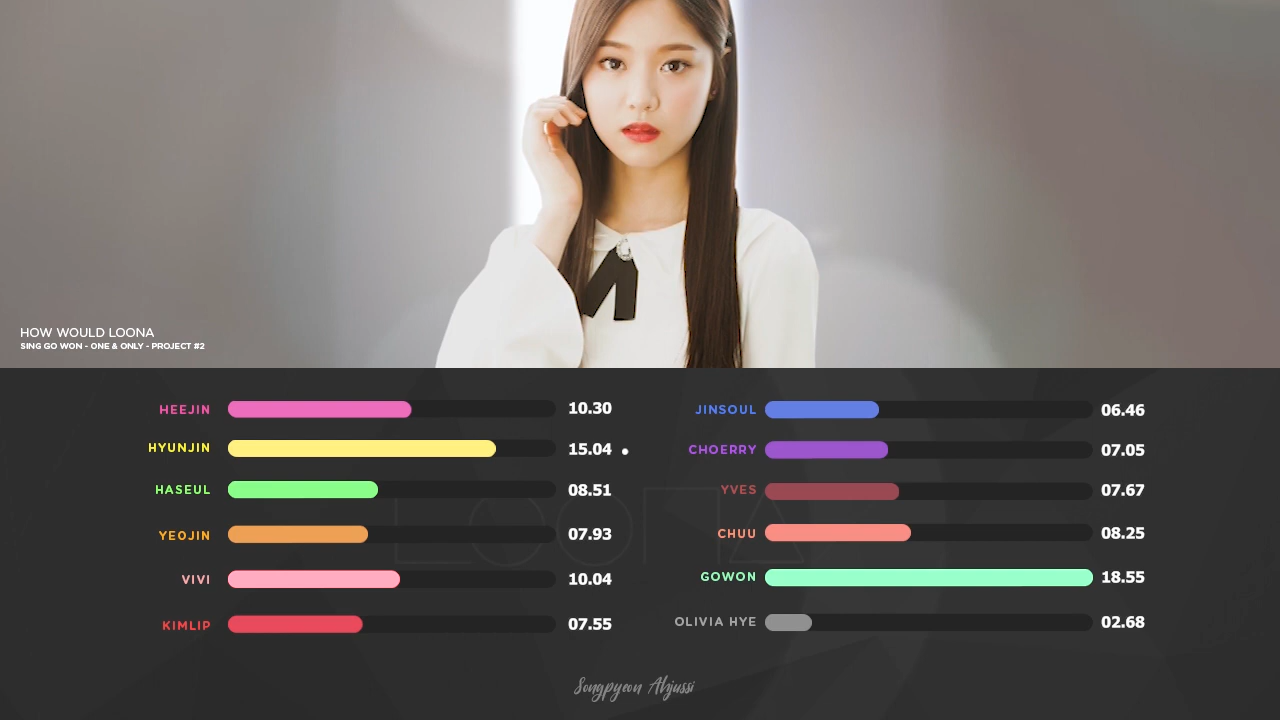 HOW WOULD LOONA
SING GO WON - ONE & ONLY - PROJECT #2
HEEJIN 10.30
HYUNJIN 15.04
HASEUL 08.51
YEOJIN 07.93
VIVI 10.04
KIMLIP 07.55
JINSOUL 06.46
CHOERRY 07.05
YVES 07.67
CHUU 08.25
GOWON 18.55
OLIVIA HYE 02.68
LOONA
Songpyeon Ahjussi